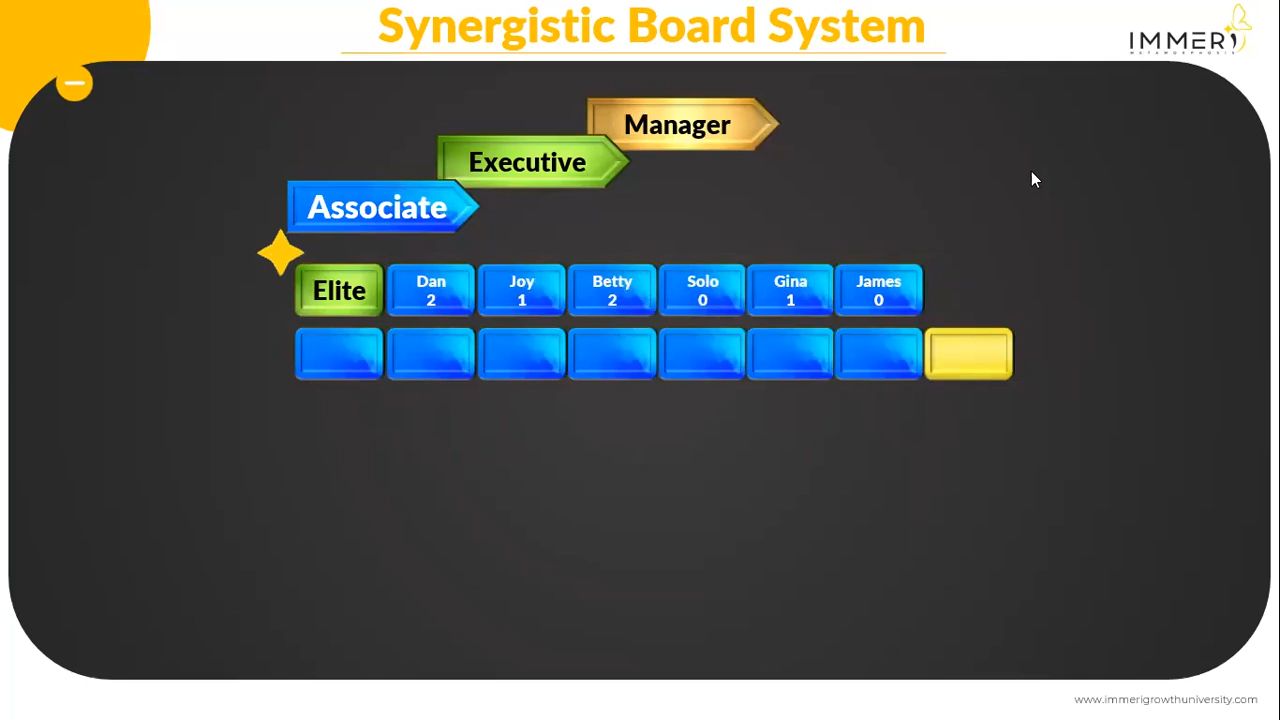 Synergistic Board System
IMMERI
METAMORPHOSIS
Manager
Executive
Associate
Elite
Dan
2
Joy
1
Betty
2
Solo
0
Gina
1
James
0
www.immerigrowthuniversity.com